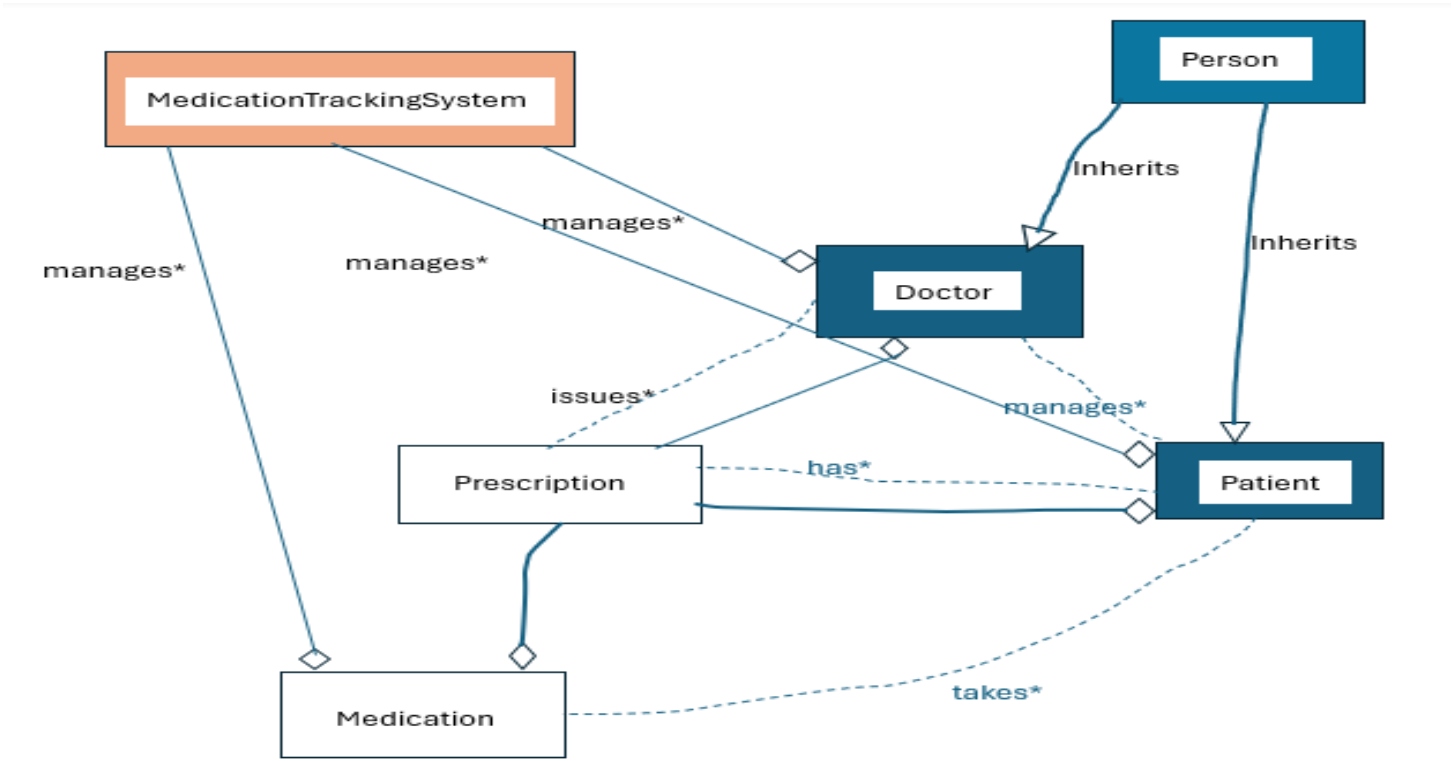 Person
MedicationTrackingSystem
Inherits
manages*
Inherits
manages*
manages*
Doctor
issues*
manages*
has*
Prescription
Patient
takes*
Medication